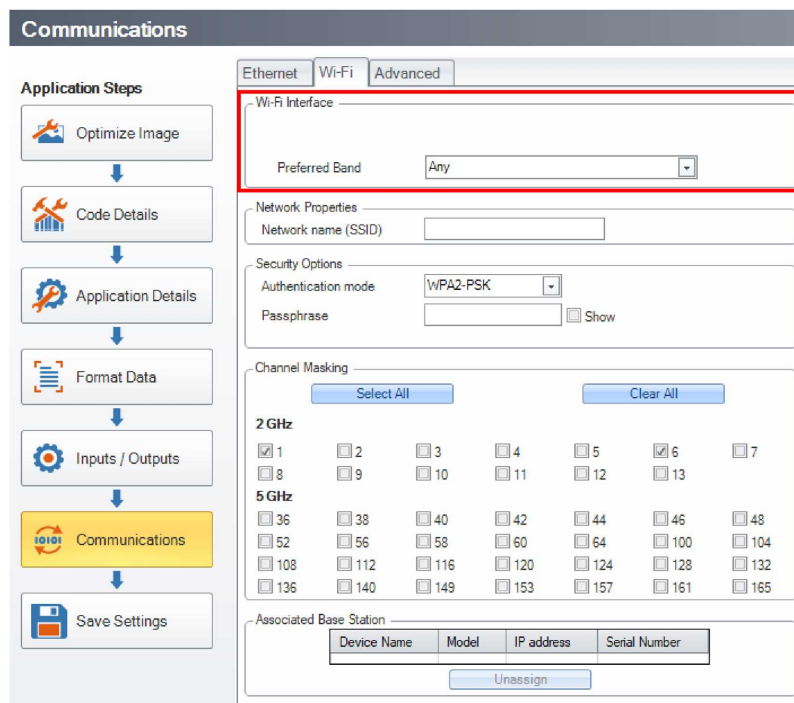 Communications
Application Steps
Optimize Image
Code Details
Application Details
Format Data
Inputs / Outputs
10101
Communications
Save Settings
Ethernet Wi-Fi Advanced
Wi-Fi Interface
Preferred Band Any
Network Properties
Network name (SSID)
Security Options
Authentication mode WPA2-PSK
Passphrase Show
Channel Masking
Select All Clear All
2 GHz
1 2 3 4 5 6 7
8 9 10 11 12 13
5 GHz
36 38 40 42 44 46 48
52 56 58 60 64 100 104
108 112 116 120 124 128 132
136 140 149 153 157 161 165
Associated Base Station
Device Name Model IP address Serial Number
Unassign